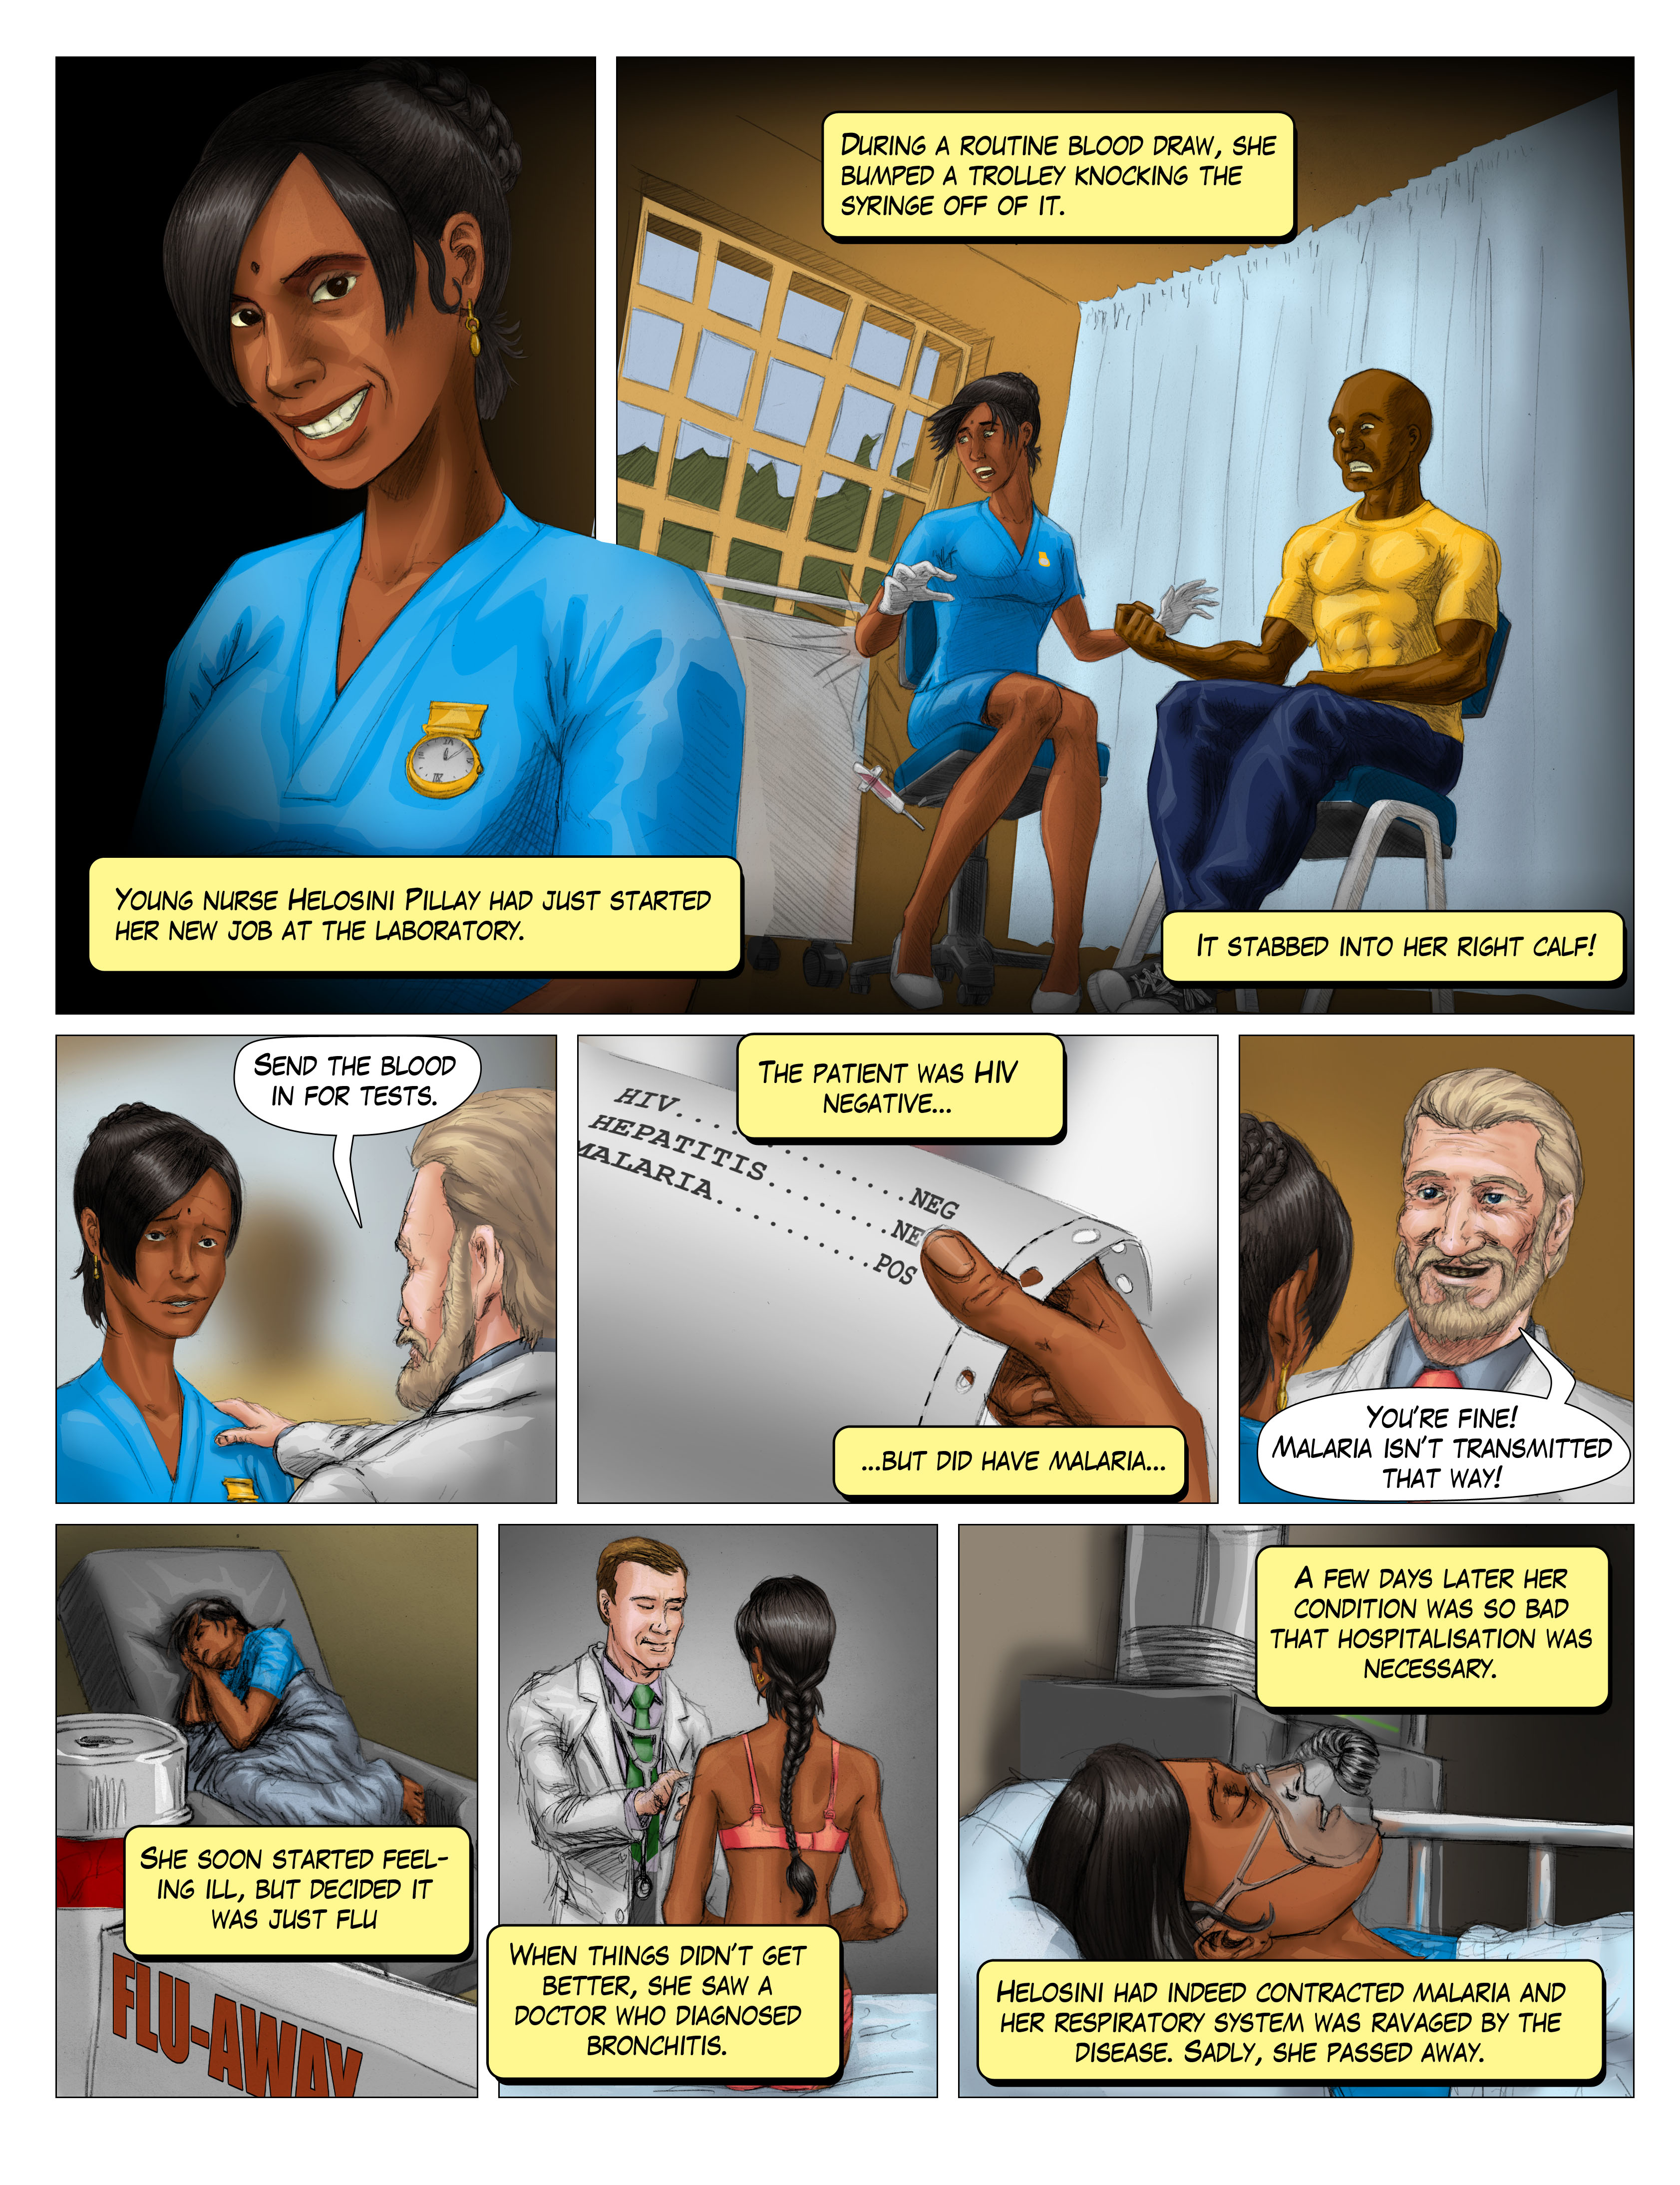 DURING A ROUTINE BLOOD DRAW, SHE
BUMPED A TROLLEY KNOCKING THE
SYRINGE OFF OF IT.
YOUNG NURSE HELOSINI PILLAY HAD JUST STARTED
HER NEW JOB AT THE LABORATORY.
IT STABBED INTO HER RIGHT CALF!
SEND THE BLOOD
IN FOR TESTS.
THE PATIENT WAS HIV
NEGATIVE...
HIV..................NEG
HEPATITIS.........NE
MALARIA...........POS
...BUT DID HAVE MALARIA...
YOU'RE FINE!
MALARIA ISN'T TRANSMITTED
THAT WAY!
SHE SOON STARTED FEEL-
ING ILL, BUT DECIDED IT
WAS JUST FLU
FLU-AWAY
WHEN THINGS DIDN'T GET
BETTER, SHE SAW A
DOCTOR WHO DIAGNOSED
BRONCHITIS.
A FEW DAYS LATER HER
CONDITION WAS SO BAD
THAT HOSPITALISATION WAS
NECESSARY.
HELOSINI HAD INDEED CONTRACTED MALARIA AND
HER RESPIRATORY SYSTEM WAS RAVAGED BY THE
DISEASE. SADLY, SHE PASSED AWAY.